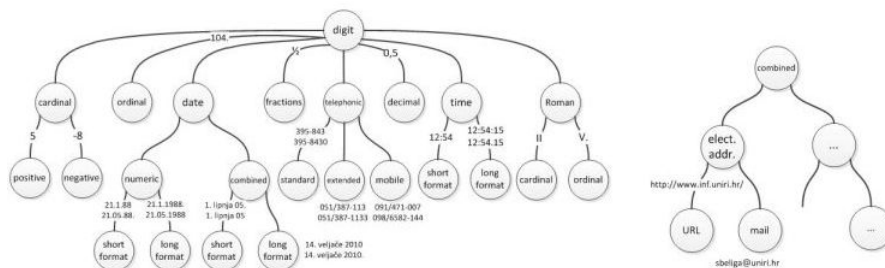 digit
104.
½
0,5
cardinal
ordinal
date
fractions
telephonic
decimal
time
Roman
5
-8
395-843
395-8430
12:54
12:54:15
12:54.15
II
V.
positive
negative
numeric
combined
standard
extended
mobile
short
format
long
format
cardinal
ordinal
21.1.88
21.05.88.
21.1.1988.
21.05.1988
1. lipnja 05.
1. lipnja 05
051/387-113
051/387-1133
091/471-007
098/6582-144
short
format
long
format
short
format
long
format
14. veljače 2010
14. veljače 2010.
combined
elect.
addr.
...
http://www.inf.uniri.hr/
URL
mail
...
sbeliga@uniri.hr